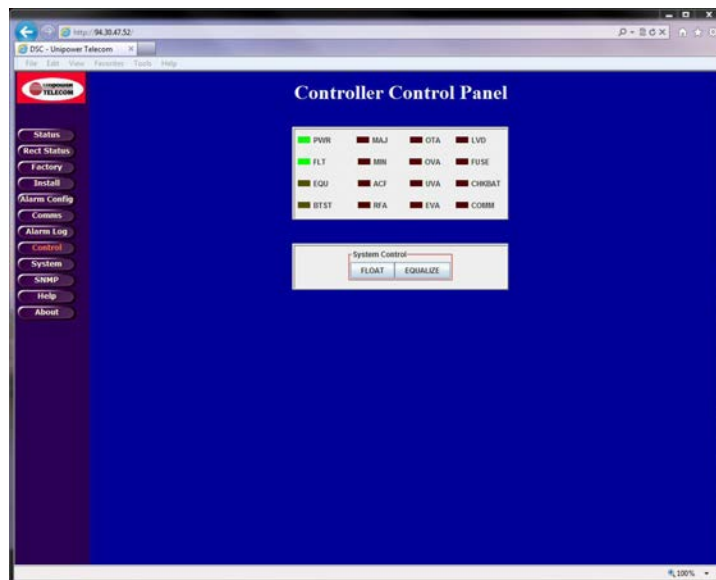 http://94.30.47.52/
DSC - Unipower Telecom
File Edit View Favorites Tools Help
UNIPOWER
TELECOM
Controller Control Panel
PWR MAJ OTA LVD
FLT MIN OVA FUSE
EQU ACF UVA CHKBAT
BTST RFA EVA COMM
System Control
FLOAT EQUALIZE
Status
Rect Status
Factory
Install
Alarm Config
Comms
Alarm Log
Control
System
SNMP
Help
About
100%